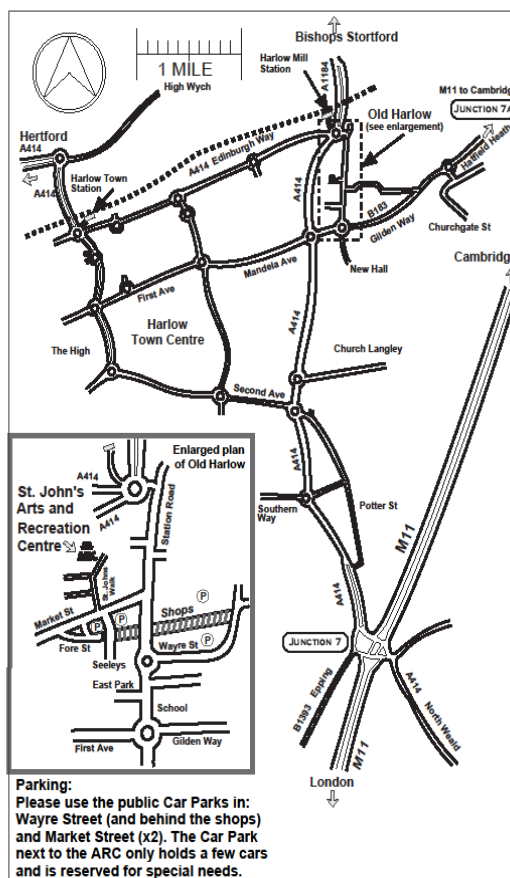 Bishops Stortford
Harlow Mill
Station
A1184
1 MILE
High Wych
M11 to Cambridge
JUNCTION 7A
Old Harlow
(see enlargement)
Hatfield Heath
Hertford
A414
A414
Harlow Town
Station
A414 Edinburgh Way
A414
B183
Gilden Way
Churchgate St
Cambridge
New Hall
Mandela Ave
First Ave
A414
Harlow
Town Centre
The High
Church Langley
Second Ave
A414
Southern
Way
Potter St
M11
A414
JUNCTION 7
B1393 Epping
A414
North Weald
M11
London
Enlarged plan
of Old Harlow
A414
St. John's
Arts and
Recreation
Centre
A414
Station Road
St. Johns
Walk
Market St
P
P
P
Shops
Fore St
Wayre St
P
Seeleys
East Park
School
First Ave
Gilden Way
Parking:
Please use the public Car Parks in:
Wayre Street (and behind the shops)
and Market Street (x2). The Car Park
next to the ARC only holds a few cars
and is reserved for special needs.